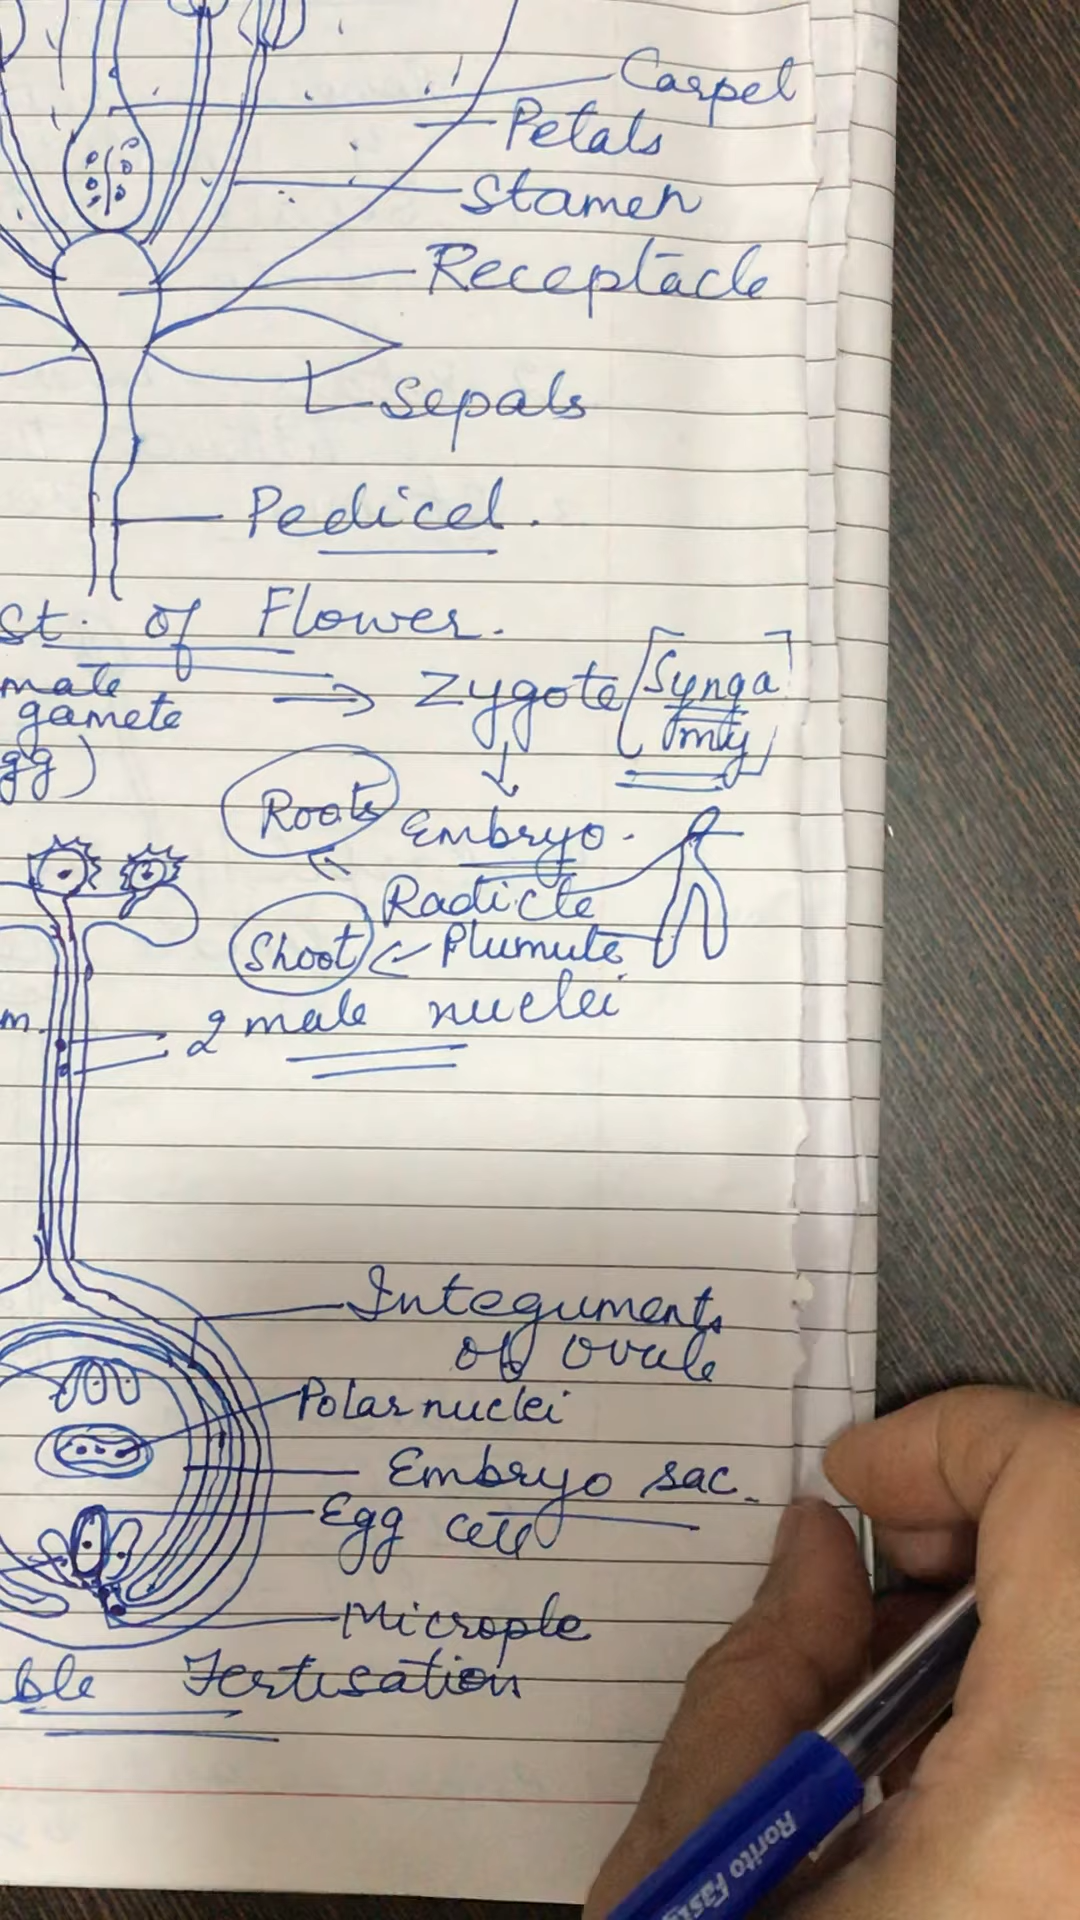 Carpel
Petals
Stamen
Receptacle
Sepals
Pedicel.
St. of Flower.
male
gamete
gg)
→ Zygote [Synga
my]
Roots
Embryo.
Radicle
Shoot ← Plumule
m.
2 male nuclei
Integuments
of ovule
Polar nuclei
Embryo sac.
Egg cell
Microple
ble Fertisation
Rorito Fas